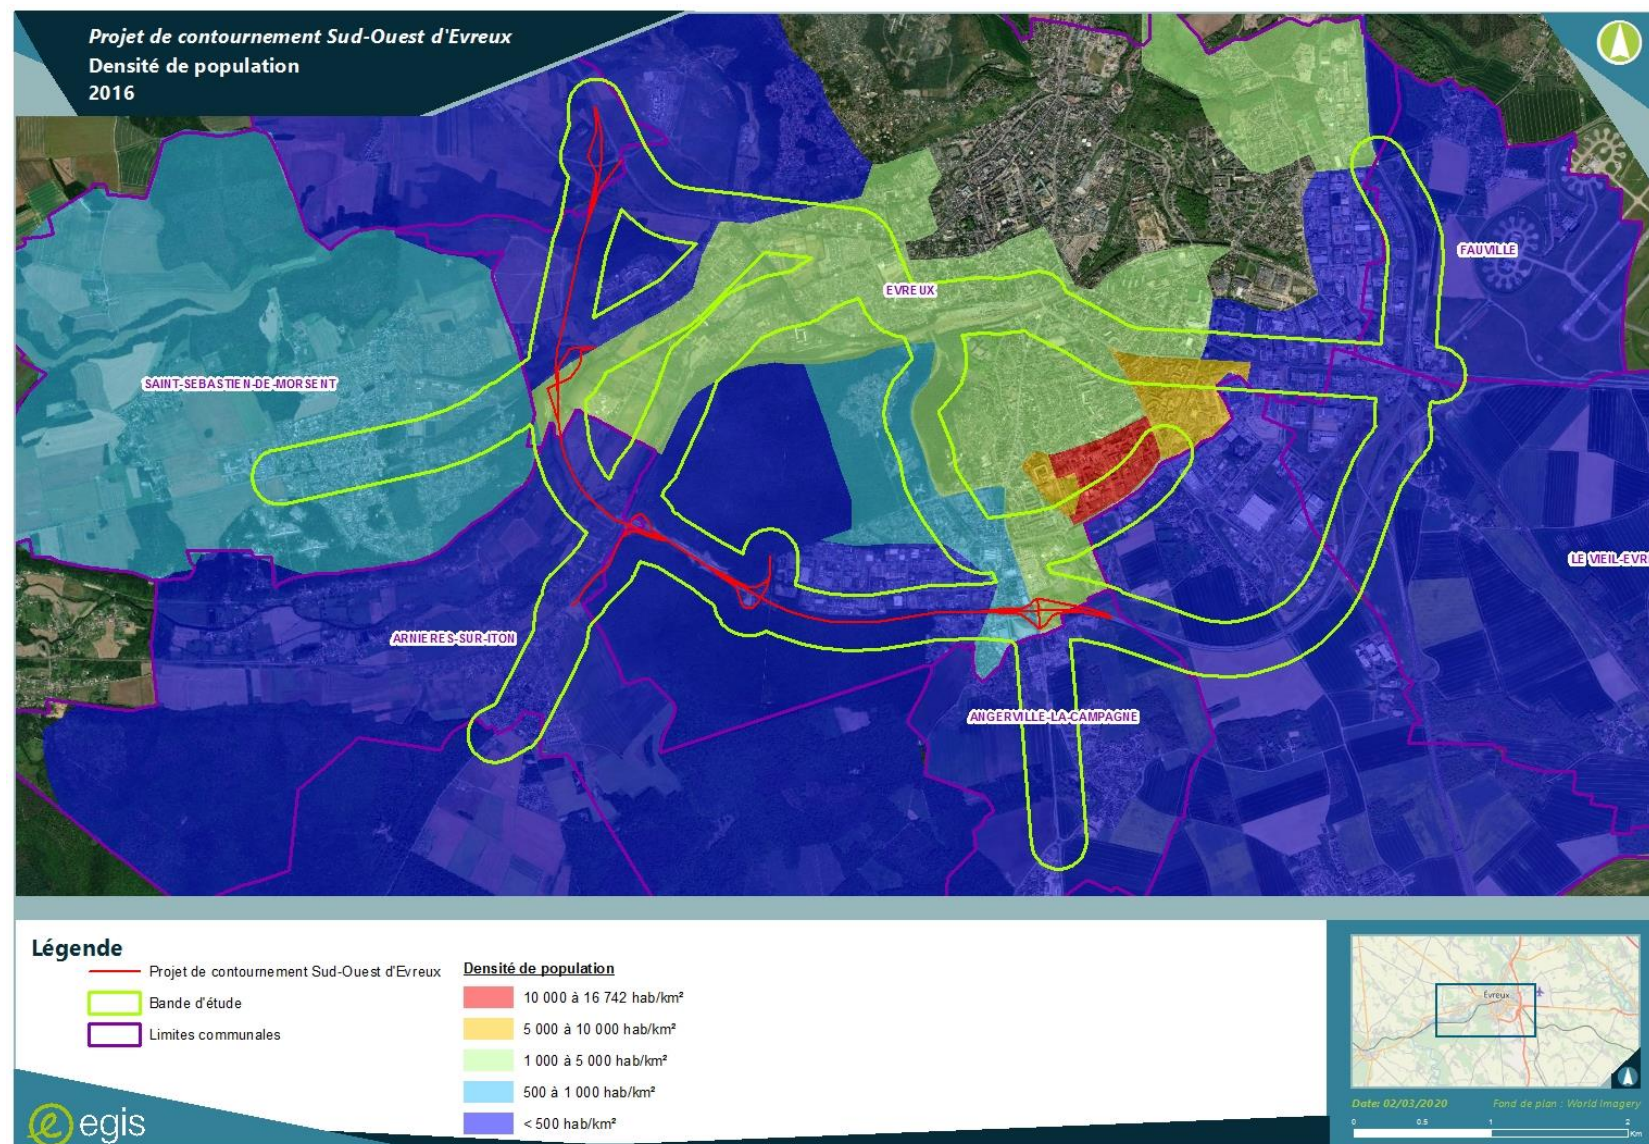 Projet de contournement Sud-Ouest d'Evreux
Densité de population
2016
FAUVILLE
EVREUX
SAINT-SEBASTIEN-DE-MORSENT
LE VIEIL-EVR
ARNIERES-SUR-ITON
ANGERVILLE-LA-CAMPAGNE
Légende
Projet de contournement Sud-Ouest d'Evreux
Bande d'étude
Limites communales
Densité de population
10 000 à 16 742 hab/km²
5 000 à 10 000 hab/km²
1 000 à 5 000 hab/km²
500 à 1 000 hab/km²
< 500 hab/km²
Evreux
Date: 02/03/2020
Fond de plan : World Imagery
0 0.5 1 2
Km
egis